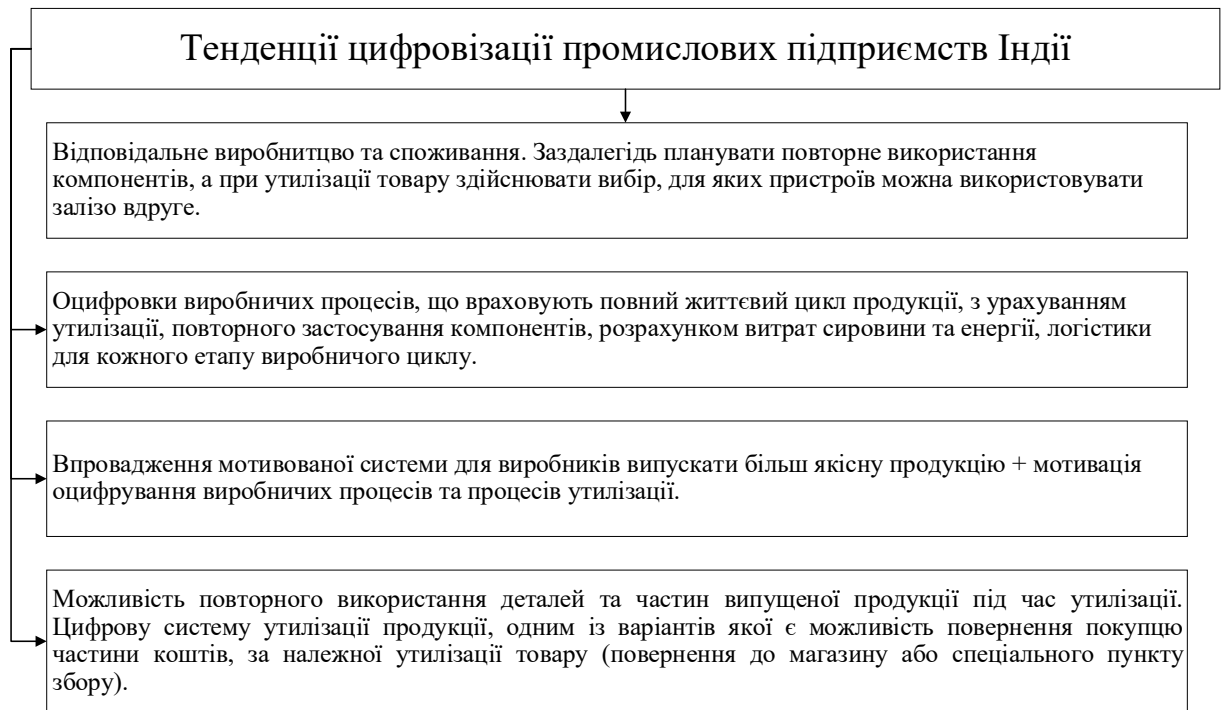 Тенденції цифровізації промислових підприємств Індії
Відповідальне виробнитцво та споживання. Заздалегідь планувати повторне використання
компонентів, а при утилізації товару здійснювати вибір, для яких пристроїв можна використовувати
залізо вдруге.
Оцифровки виробничих процесів, що враховують повний життєвий цикл продукції, з урахуванням
утилізації, повторного застосування компонентів, розрахунком витрат сировини та енергії, логістики
для кожного етапу виробничого циклу.
Впровадження мотивованої системи для виробників випускати більш якісну продукцію + мотивація
оцифрування виробничих процесів та процесів утилізації.
Можливість повторного використання деталей та частин випущеної продукції під час утилізації.
Цифрову систему утилізації продукції, одним із варіантів якої є можливість повернення покупцю
частини коштів, за належної утилізації товару (повернення до магазину або спеціального пункту
збору).